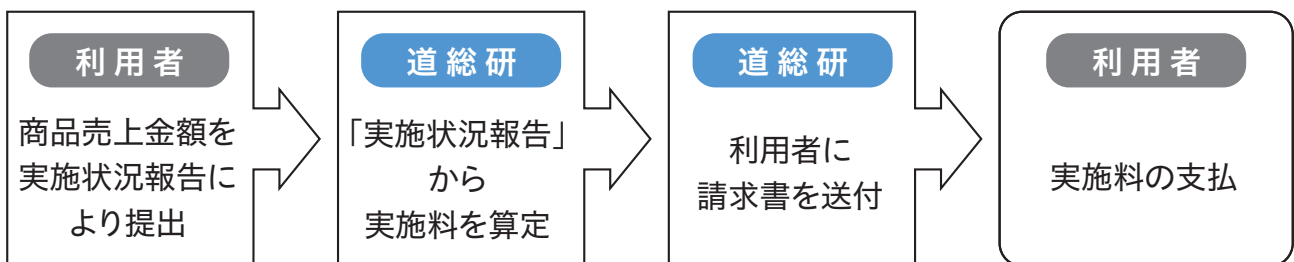 利用者
商品売上金額を
実施状況報告に
より提出
道総研
「実施状況報告」
から
実施料を算定
道総研
利用者に
請求書を送付
利用者
実施料の支払